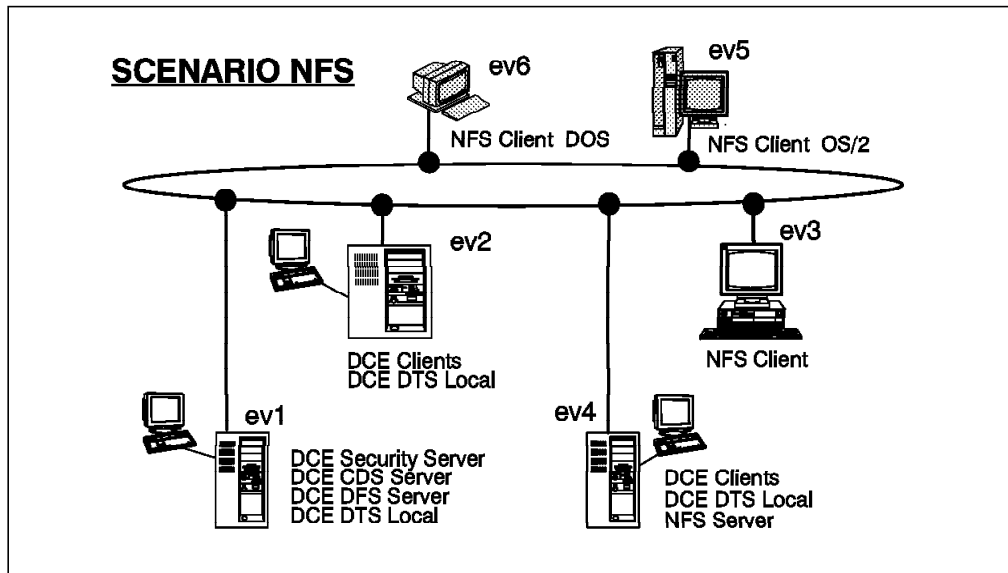 SCENARIO NFS
ev6
NFS Client DOS
ev5
NFS Client OS/2
ev2
DCE Clients
DCE DTS Local
ev3
NFS Client
ev1
DCE Security Server
DCE CDS Server
DCE DFS Server
DCE DTS Local
ev4
DCE Clients
DCE DTS Local
NFS Server